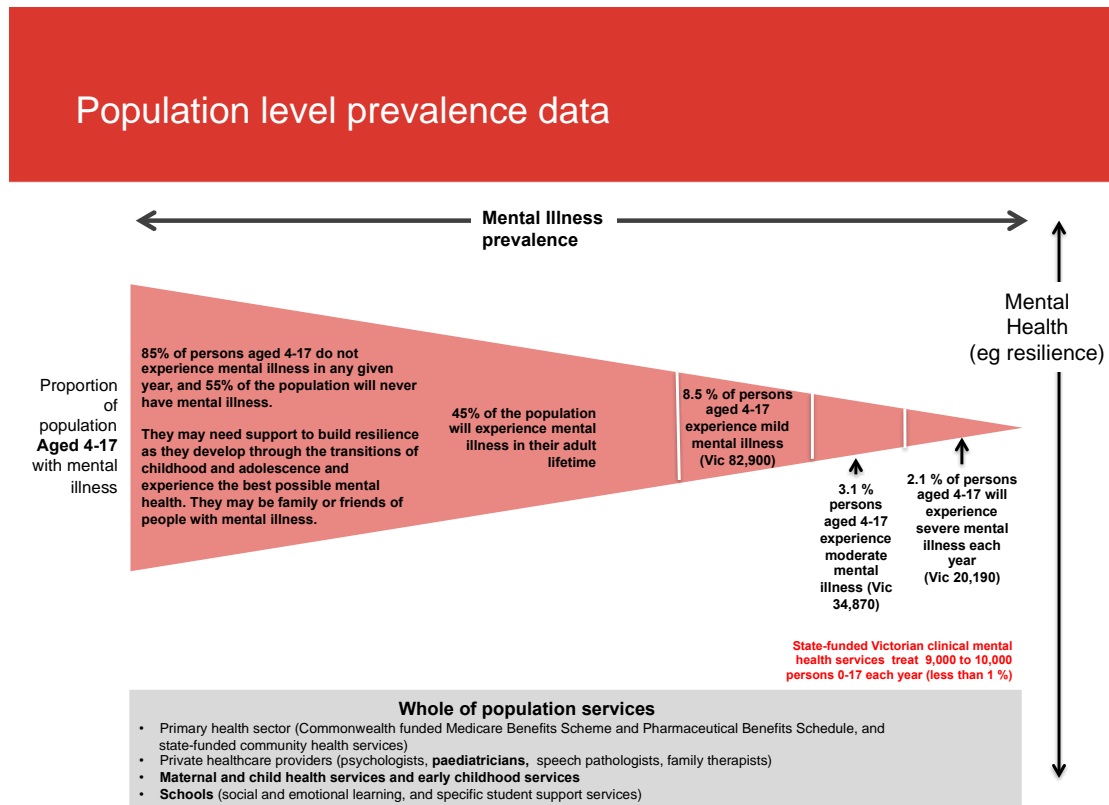 Population level prevalence data
Mental Illness
prevalence
Mental
Health
(eg resilience)
Proportion
of
population
Aged 4-17
with mental
illness
85% of persons aged 4-17 do not
experience mental illness in any given
year, and 55% of the population will never
have mental illness.
They may need support to build resilience
as they develop through the transitions of
childhood and adolescence and
experience the best possible mental
health. They may be family or friends of
people with mental illness.
45% of the population
will experience mental
illness in their adult
lifetime
8.5 % of persons
aged 4-17
experience mild
mental illness
(Vic 82,900)
3.1 %
persons
aged 4-17
experience
moderate
mental
illness (Vic
34,870)
2.1 % of persons
aged 4-17 will
experience
severe mental
illness each
year
(Vic 20,190)
State-funded Victorian clinical mental
health services treat 9,000 to 10,000
persons 0-17 each year (less than 1 %)
Whole of population services
• Primary health sector (Commonwealth funded Medicare Benefits Scheme and Pharmaceutical Benefits Schedule, and
state-funded community health services)
• Private healthcare providers (psychologists, paediatricians, speech pathologists, family therapists)
• Maternal and child health services and early childhood services
• Schools (social and emotional learning, and specific student support services)